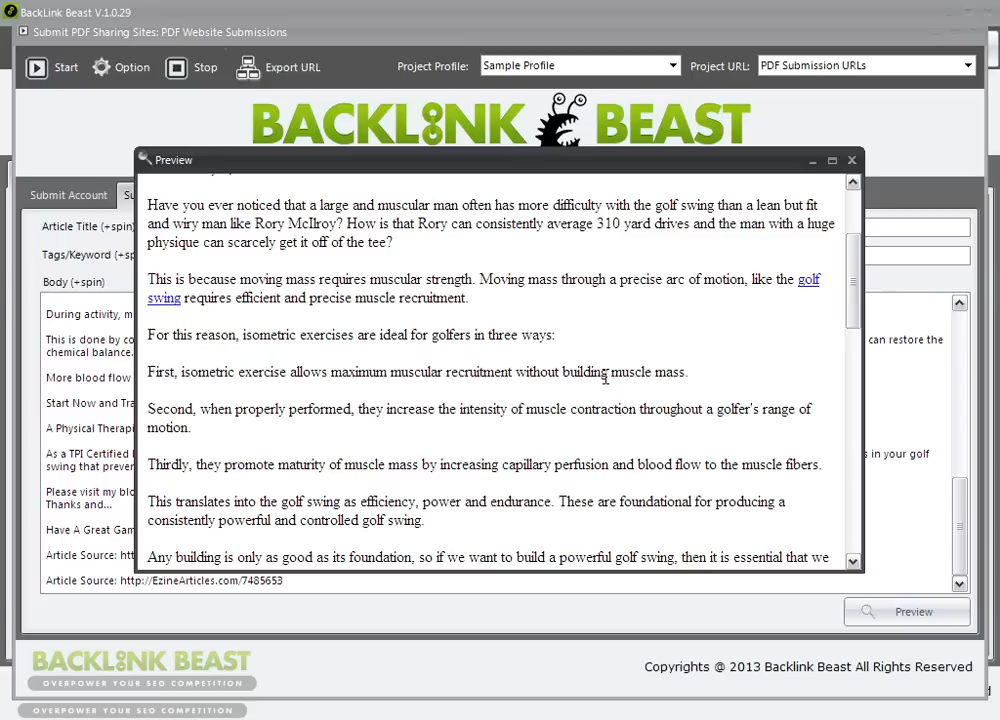 BackLink Beast V.1.0.29
Submit PDF Sharing Sites: PDF Website Submissions
Start Option Stop Export URL Project Profile: Sample Profile Project URL: PDF Submission URLs
BACKLINK BEAST
Preview
Submit Account Su
Article Title (+spin)
Tags/Keyword (+sp
Body (+spin)
Have you ever noticed that a large and muscular man often has more difficulty with the golf swing than a lean but fit
and wiry man like Rory McIlroy? How is that Rory can consistently average 310 yard drives and the man with a huge
physique can scarcely get it off of the tee?
This is because moving mass requires muscular strength. Moving mass through a precise arc of motion, like the golf
swing requires efficient and precise muscle recruitment.
For this reason, isometric exercises are ideal for golfers in three ways:
First, isometric exercise allows maximum muscular recruitment without building muscle mass.
Second, when properly performed, they increase the intensity of muscle contraction throughout a golfer's range of
motion.
Thirdly, they promote maturity of muscle mass by increasing capillary perfusion and blood flow to the muscle fibers.
This translates into the golf swing as efficiency, power and endurance. These are foundational for producing a
consistently powerful and controlled golf swing.
Any building is only as good as its foundation, so if we want to build a powerful golf swing, then it is essential that we
During activity, m
This is done by co can restore the
chemical balance.
More blood flow
Start Now and Tra
A Physical Therapi
As a TPI Certified s in your golf
swing that prever
Please visit my blo
Thanks and...
Have A Great Gam
Article Source: htt
Article Source: http://EzineArticles.com/7485653
Preview
BACKLINK BEAST
OVERPOWER YOUR SEO COMPETITION
Copyrights @ 2013 Backlink Beast All Rights Reserved
OVERPOWER YOUR SEO COMPETITION